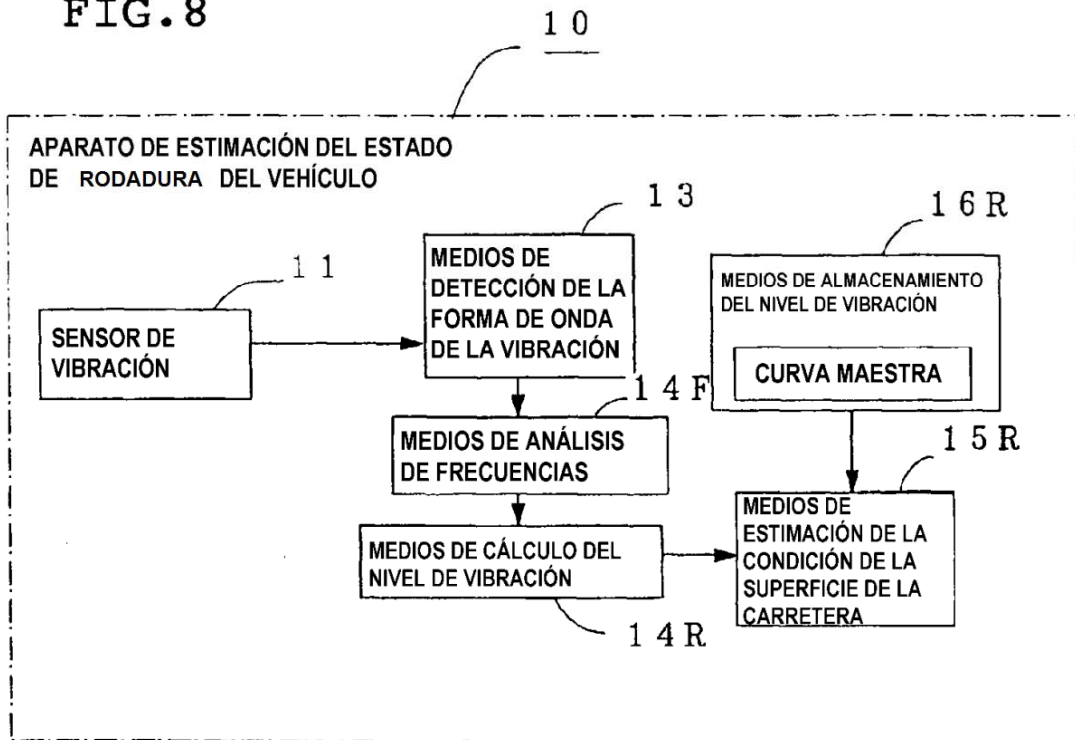 FIG.8
10
APARATO DE ESTIMACIÓN DEL ESTADO
DE RODADURA DEL VEHÍCULO
11
SENSOR DE
VIBRACIÓN
13
MEDIOS DE
DETECCIÓN DE LA
FORMA DE ONDA
DE LA VIBRACIÓN
16R
MEDIOS DE ALMACENAMIENTO
DEL NIVEL DE VIBRACIÓN
CURVA MAESTRA
14F
MEDIOS DE ANÁLISIS
DE FRECUENCIAS
15R
MEDIOS DE
ESTIMACIÓN DE LA
CONDICIÓN DE LA
SUPERFICIE DE LA
CARRETERA
MEDIOS DE CÁLCULO DEL
NIVEL DE VIBRACIÓN
14R